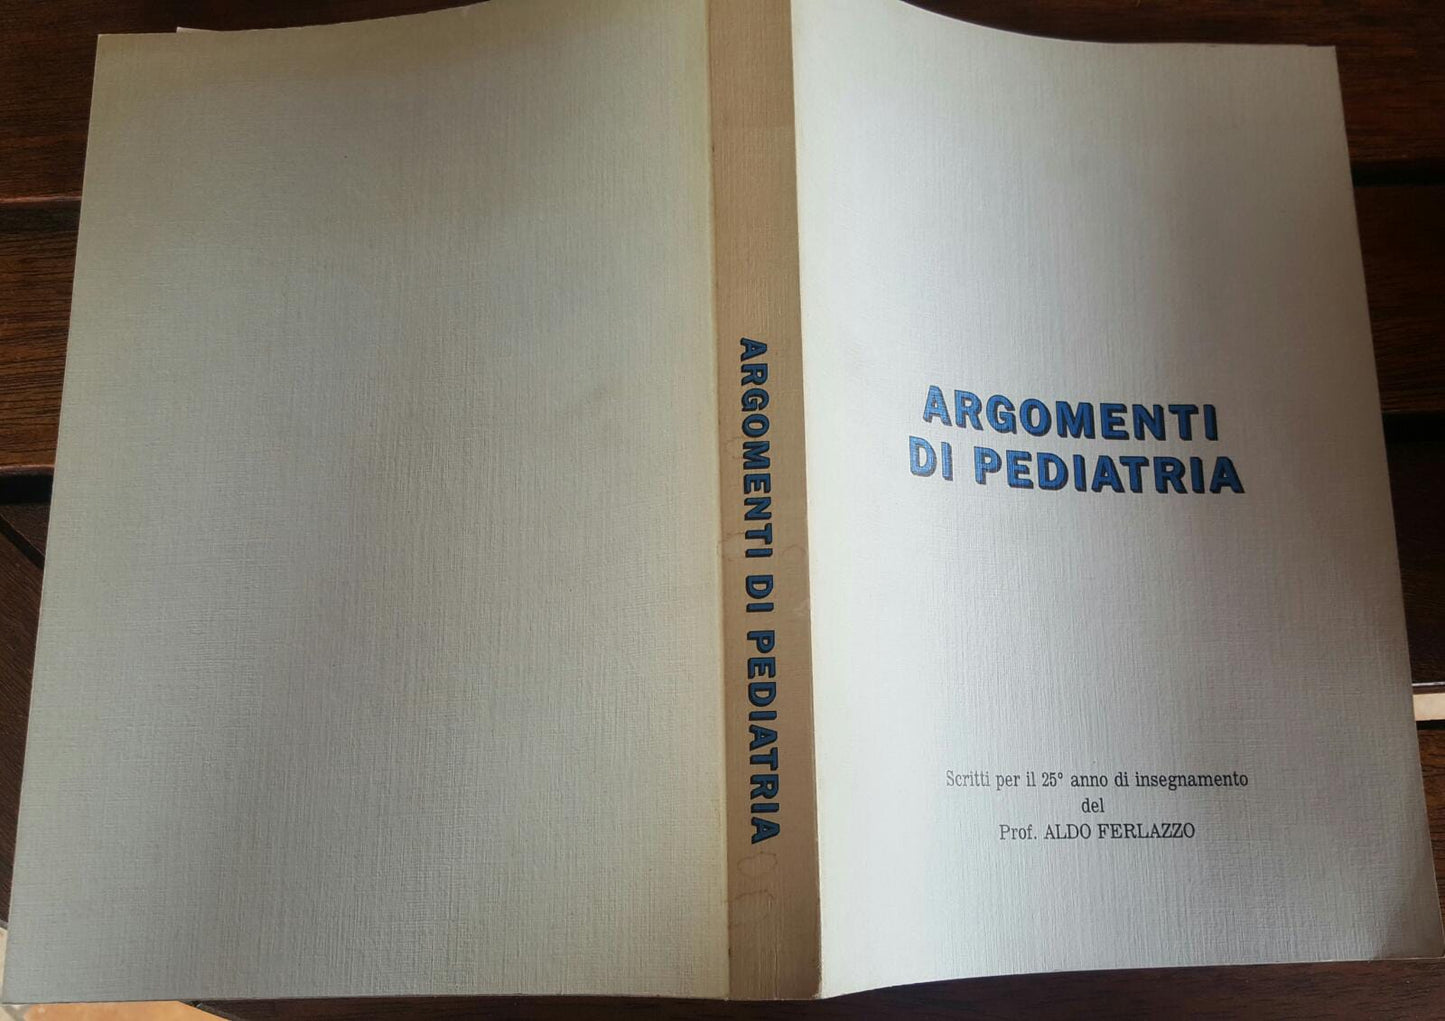 ARGOMENTI DI PEDIATRIA
ARGOMENTI
DI PEDIATRIA
Scritti per il 25° anno di insegnamento
del
Prof. ALDO FERLAZZO